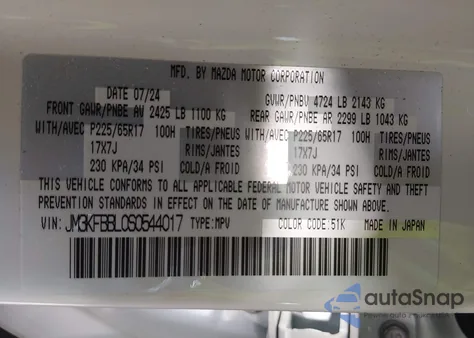 MFD. BY MAZDA MOTOR CORPORATION
DATE 07/24
GVWR/PNBV 4724 LB 2143 KG
FRONT GAWR/PNBE AV 2425 LB 1100 KG
REAR GAWR/PNBE AR 2299 LB 1043 KG
WITH/AVEC P225/65R17 100H TIRES/PNEUS
WITH/AVEC P225/65R17 100H TIRES/PNEUS
17X7J RIMS/JANTES
17X7J RIMS/JANTES
230 KPA/34 PSI COLD/A FROID
230 KPA/34 PSI COLD/A FROID
THIS VEHICLE CONFORMS TO ALL APPLICABLE FEDERAL MOTOR VEHICLE SAFETY AND THEFT
PREVENTION STANDARDS IN EFFECT ON THE DATE OF MANUFACTURE SHOWN ABOVE.
VIN: JM3KFBBL0S0544017 TYPE: MPV COLOR CODE: 51K MADE IN JAPAN
autoSnap